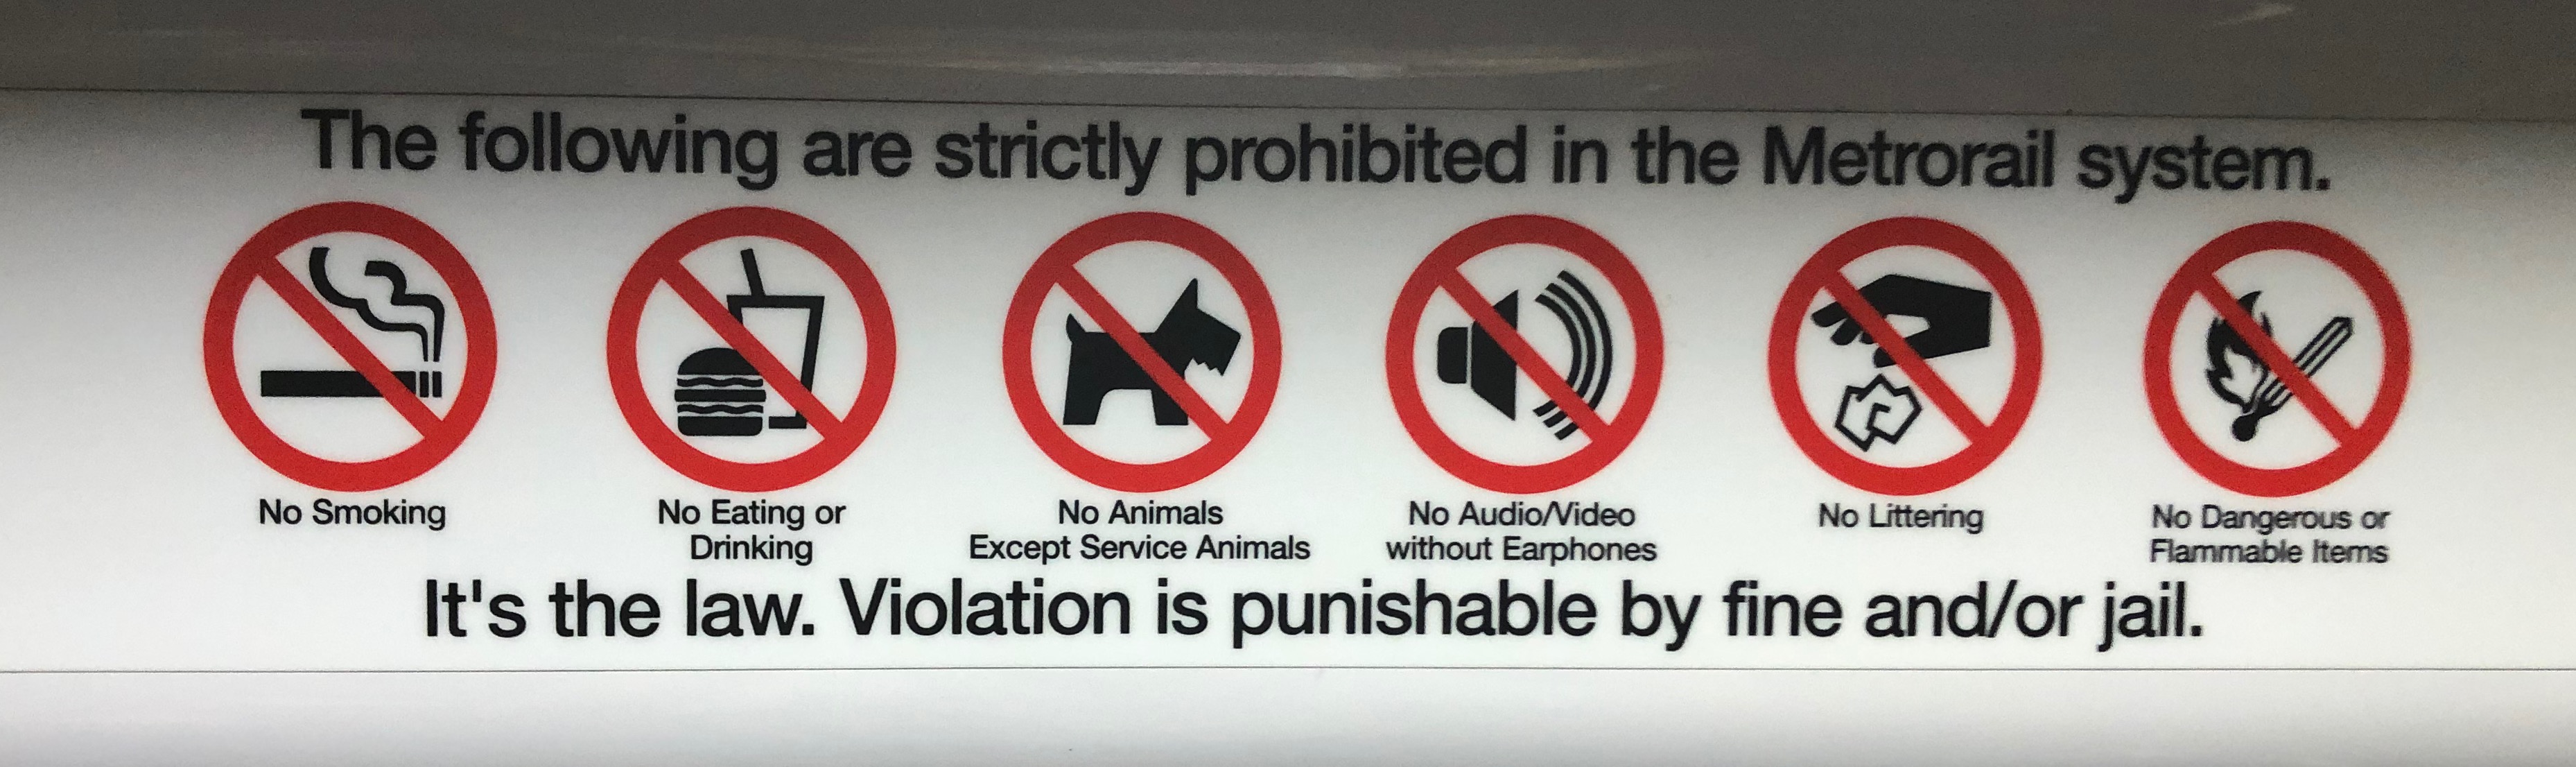 The following are strictly prohibited in the Metrorail system.
No Smoking
No Eating or
Drinking
No Animals
Except Service Animals
No Audio/Video
without Earphones
No Littering
No Dangerous or
Flammable Items
It's the law. Violation is punishable by fine and/or jail.